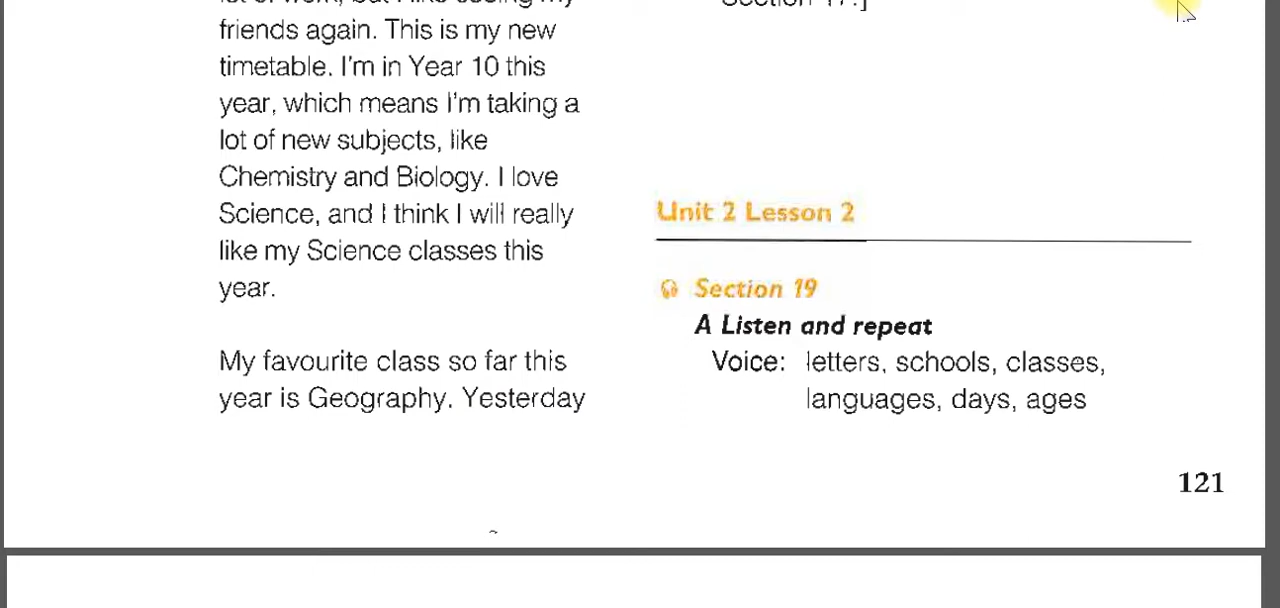 friends again. This is my new
timetable. I'm in Year 10 this
year, which means I'm taking a
lot of new subjects, like
Chemistry and Biology. I love
Science, and I think I will really
like my Science classes this
year.
My favourite class so far this
year is Geography. Yesterday
Section 17.]
Unit 2 Lesson 2
Section 19
A Listen and repeat
Voice: letters, schools, classes,
languages, days, ages
121